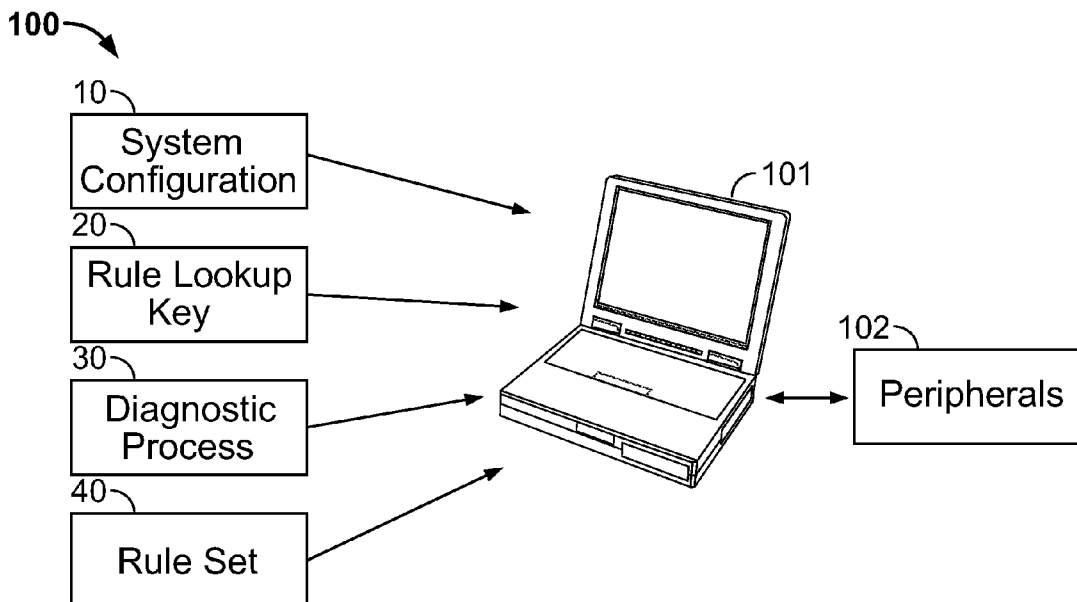 100
10
System
Configuration
20
Rule Lookup
Key
30
Diagnostic
Process
40
Rule Set
101
102
Peripherals